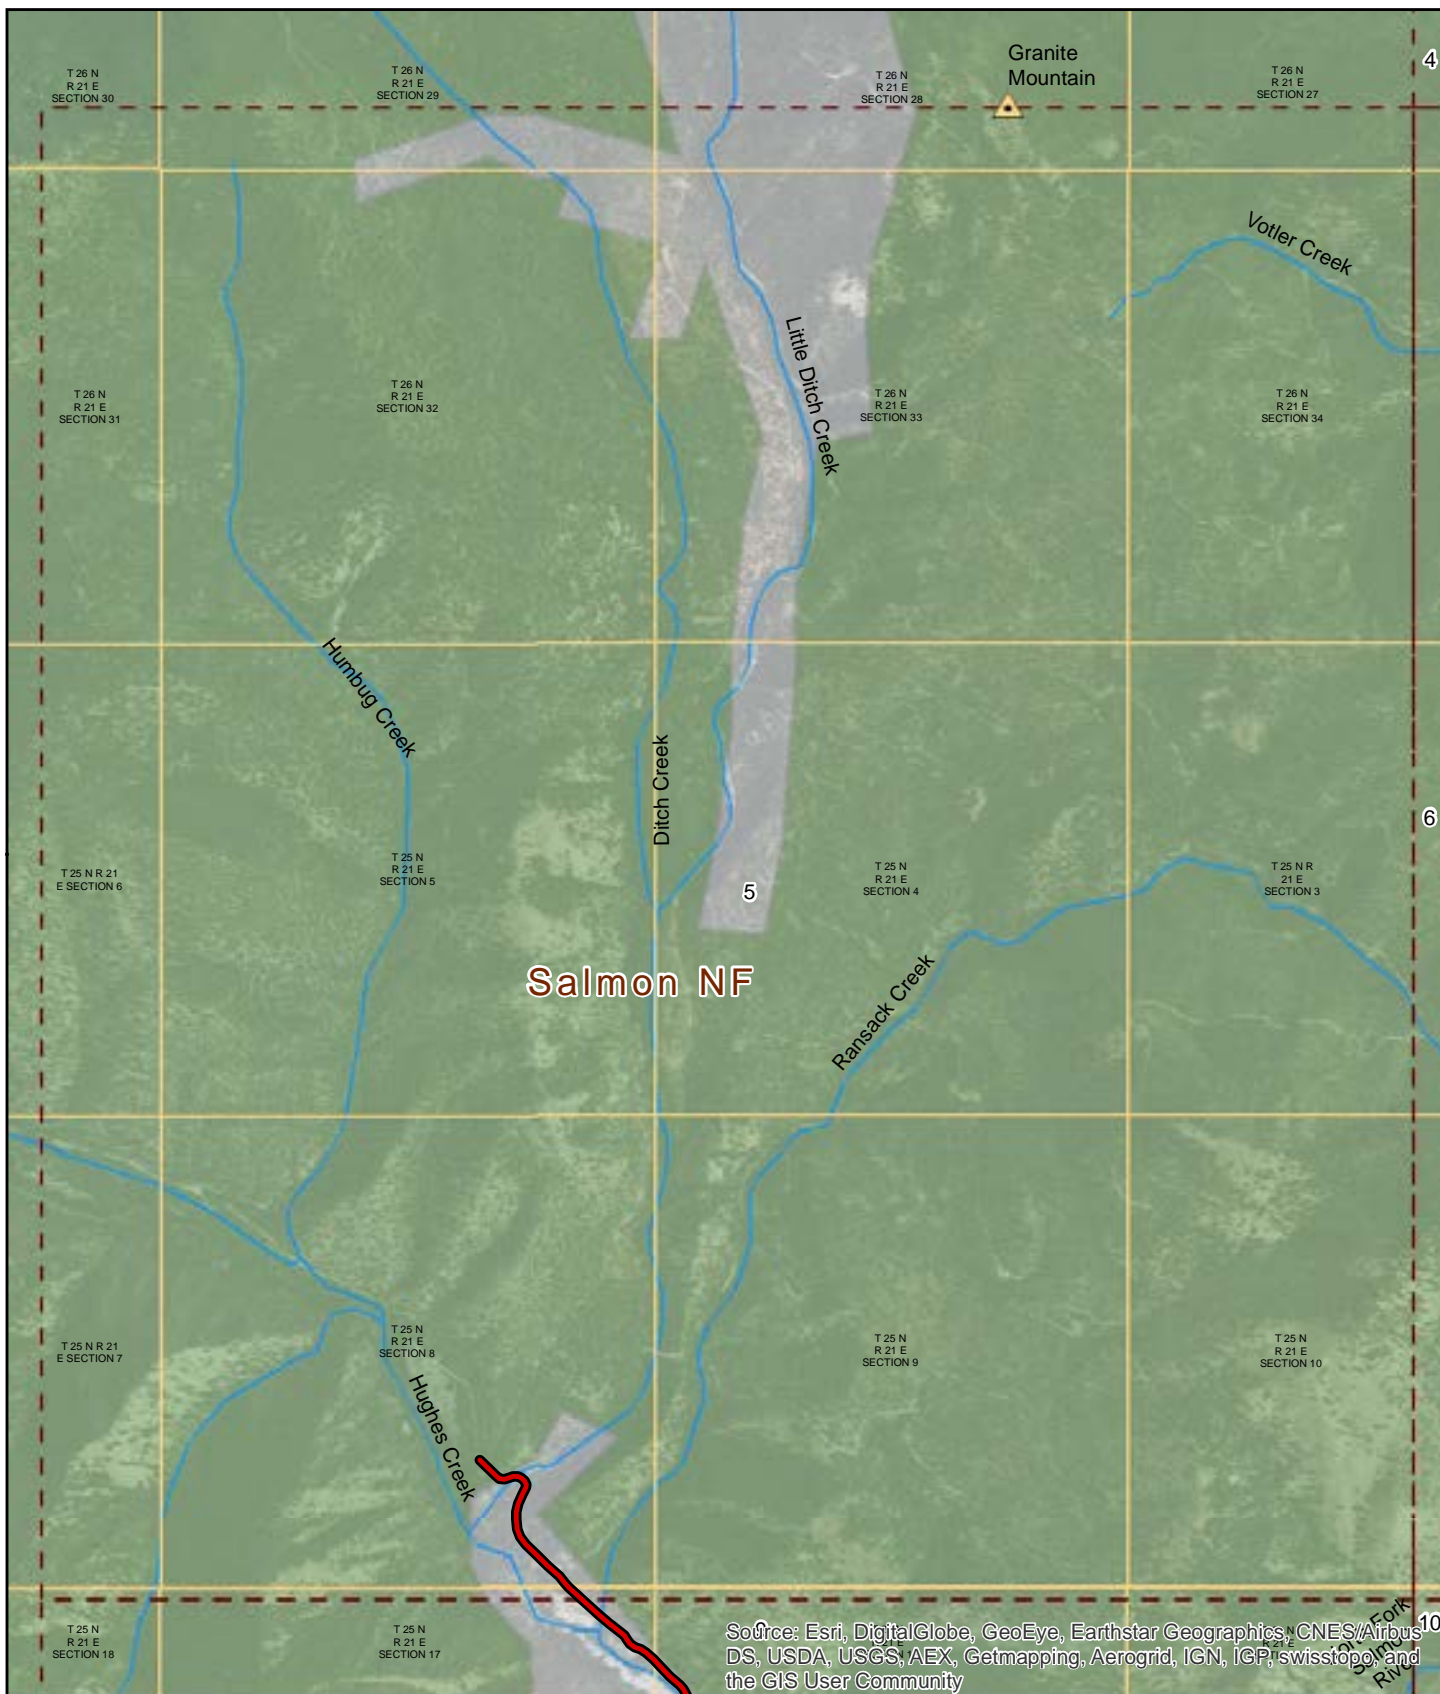 Granite
Mountain
4
T 26 N
R 21 E
SECTION 30
T 26 N
R 21 E
SECTION 29
T 26 N
R 21 E
SECTION 28
T 26 N
R 21 E
SECTION 27
Votler Creek
Little Ditch Creek
T 26 N
R 21 E
SECTION 31
T 26 N
R 21 E
SECTION 32
T 26 N
R 21 E
SECTION 33
T 26 N
R 21 E
SECTION 34
Humbug Creek
Ditch Creek
6
T 25 N R 21
E SECTION 6
T 25 N
R 21 E
SECTION 5
5
T 25 N
R 21 E
SECTION 4
T 25 N R
21 E
SECTION 3
Salmon NF
Ransack Creek
T 25 N R 21
E SECTION 7
T 25 N
R 21 E
SECTION 8
T 25 N
R 21 E
SECTION 9
T 25 N
R 21 E
SECTION 10
Hughes Creek
T 25 N
R 21 E
SECTION 18
T 25 N
R 21 E
SECTION 17
10
Fork
Salmon
River
Source: Esri, DigitalGlobe, GeoEye, Earthstar Geographics, CNES/Airbus
DS, USDA, USGS, AEX, Getmapping, Aerogrid, IGN, IGP, swisstopo, and
the GIS User Community